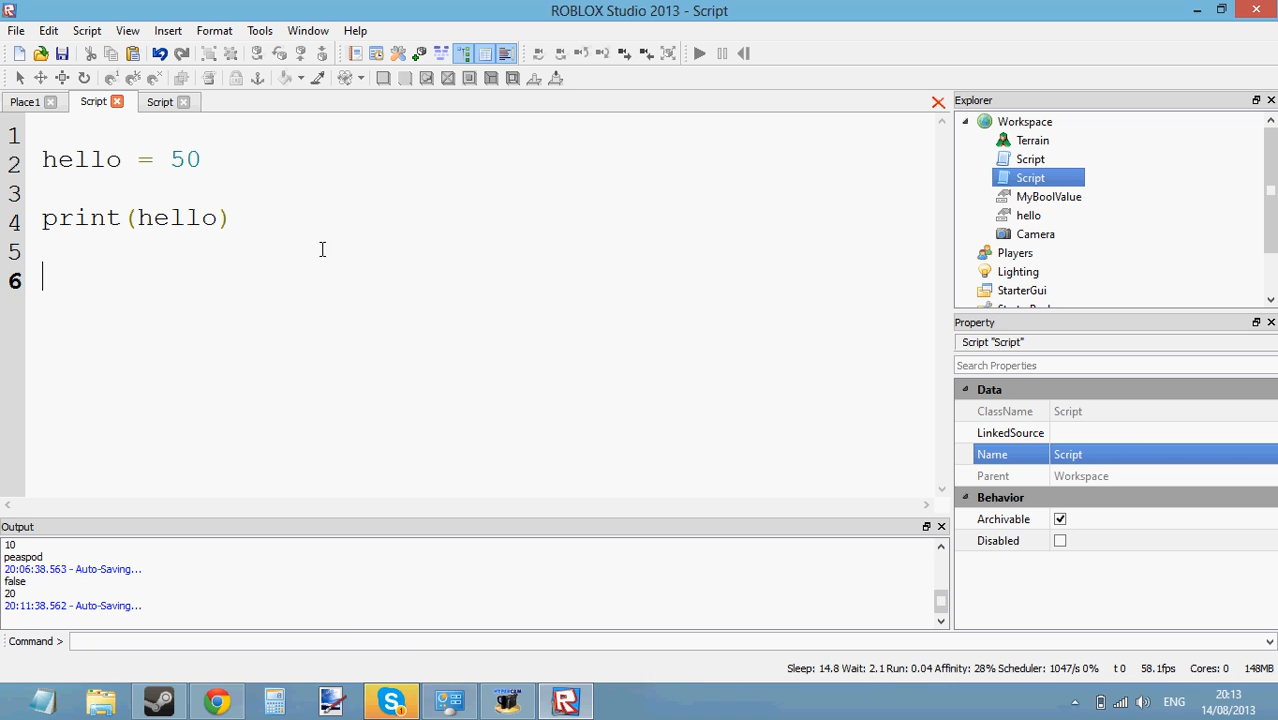 ROBLOX Studio 2013 - Script
File Edit Script View Insert Format Tools Window Help
Place1 Script Script
1
2 hello = 50
3
4 print(hello)
5
6
Explorer
Workspace
Terrain
Script
Script
MyBoolValue
hello
Camera
Players
Lighting
StarterGui
Property
Script "Script"
Search Properties
Data
ClassName Script
LinkedSource
Name Script
Parent Workspace
Behavior
Archivable
Disabled
Output
10
peaspod
20:06:38.563 - Auto-Saving...
false
20
20:11:38.562 - Auto-Saving...
Command >
Sleep: 14.8 Wait: 2.1 Run: 0.04 Affinity: 28% Scheduler: 1047/s 0% t 0 58.1fps Cores: 0 148MB
ENG
20:13
14/08/2013